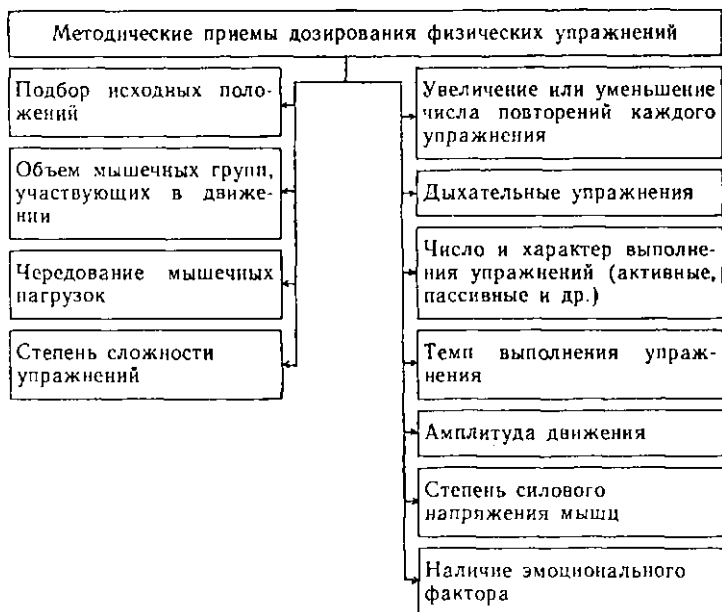 Методические приемы дозирования физических упражнений
Подбор исходных поло-
жений
Объем мышечных групп,
участвующих в движе-
нии
Чередование мышечных
нагрузок
Степень сложности
упражнений
Увеличение или уменьшение
числа повторений каждого
упражнения
Дыхательные упражнения
Число и характер выполне-
ния упражнений (активные,
пассивные и др.)
Темп выполнения упраж-
нения
Амплитуда движения
Степень силового
напряжения мышц
Наличие эмоционального
фактора